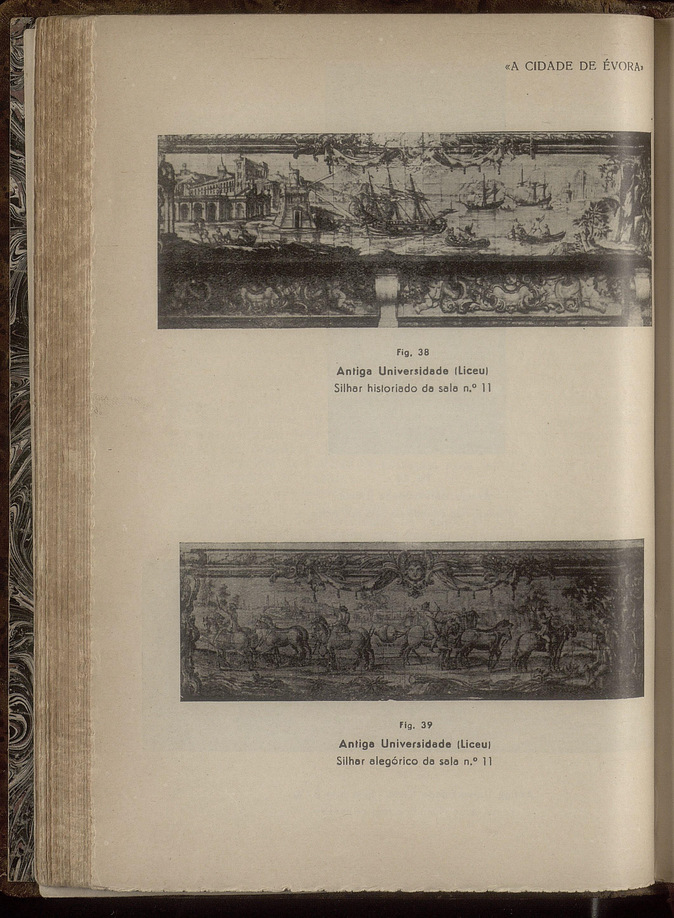 «A CIDADE DE ÉVORA»
Fig. 38
Antiga Universidade (Liceu)
Silhar historiado da sala n.º 11
Fig. 39
Antiga Universidade (Liceu)
Silhar alegórico da sala n.º 11